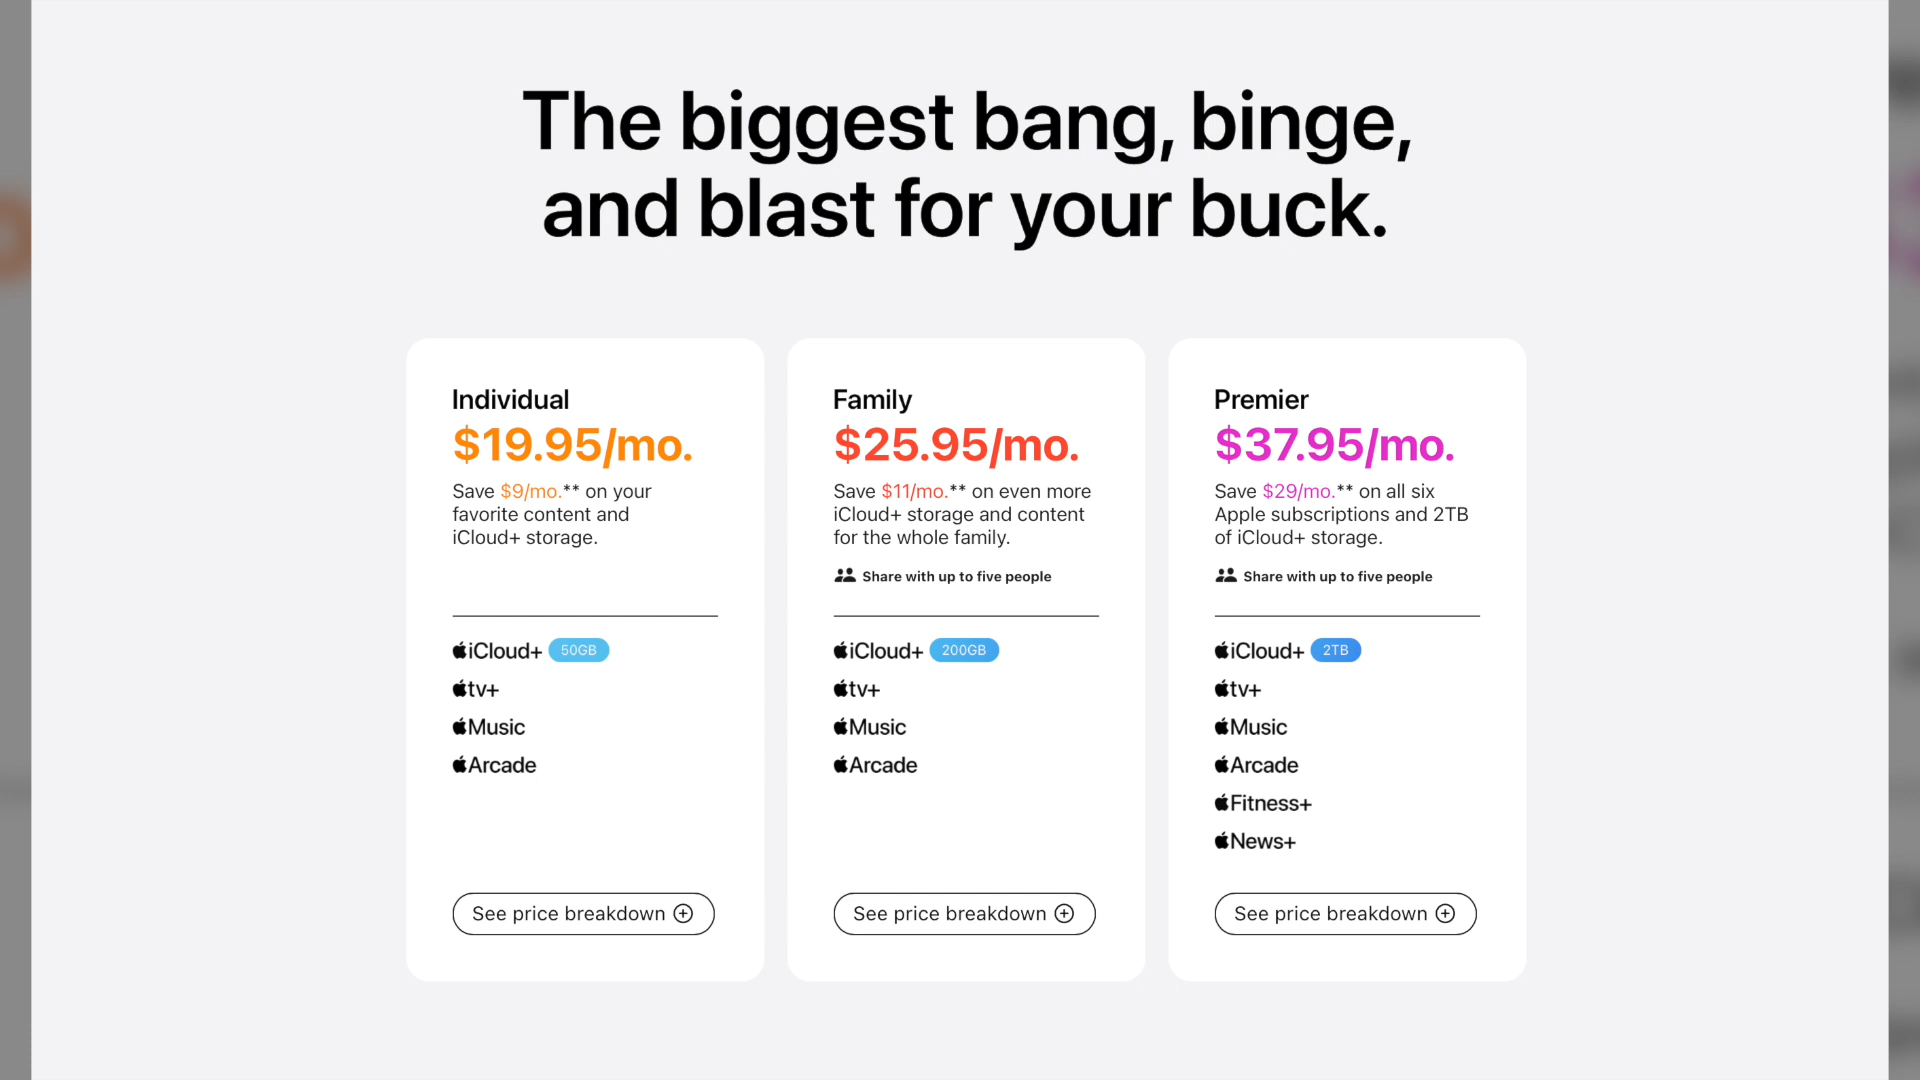 The biggest bang, binge,
and blast for your buck.
Individual
$19.95/mo.
Save $9/mo.** on your
favorite content and
iCloud+ storage.
iCloud+ 50GB
tv+
Music
Arcade
See price breakdown
Family
$25.95/mo.
Save $11/mo.** on even more
iCloud+ storage and content
for the whole family.
Share with up to five people
iCloud+ 200GB
tv+
Music
Arcade
See price breakdown
Premier
$37.95/mo.
Save $29/mo.** on all six
Apple subscriptions and 2TB
of iCloud+ storage.
Share with up to five people
iCloud+ 2TB
tv+
Music
Arcade
Fitness+
News+
See price breakdown